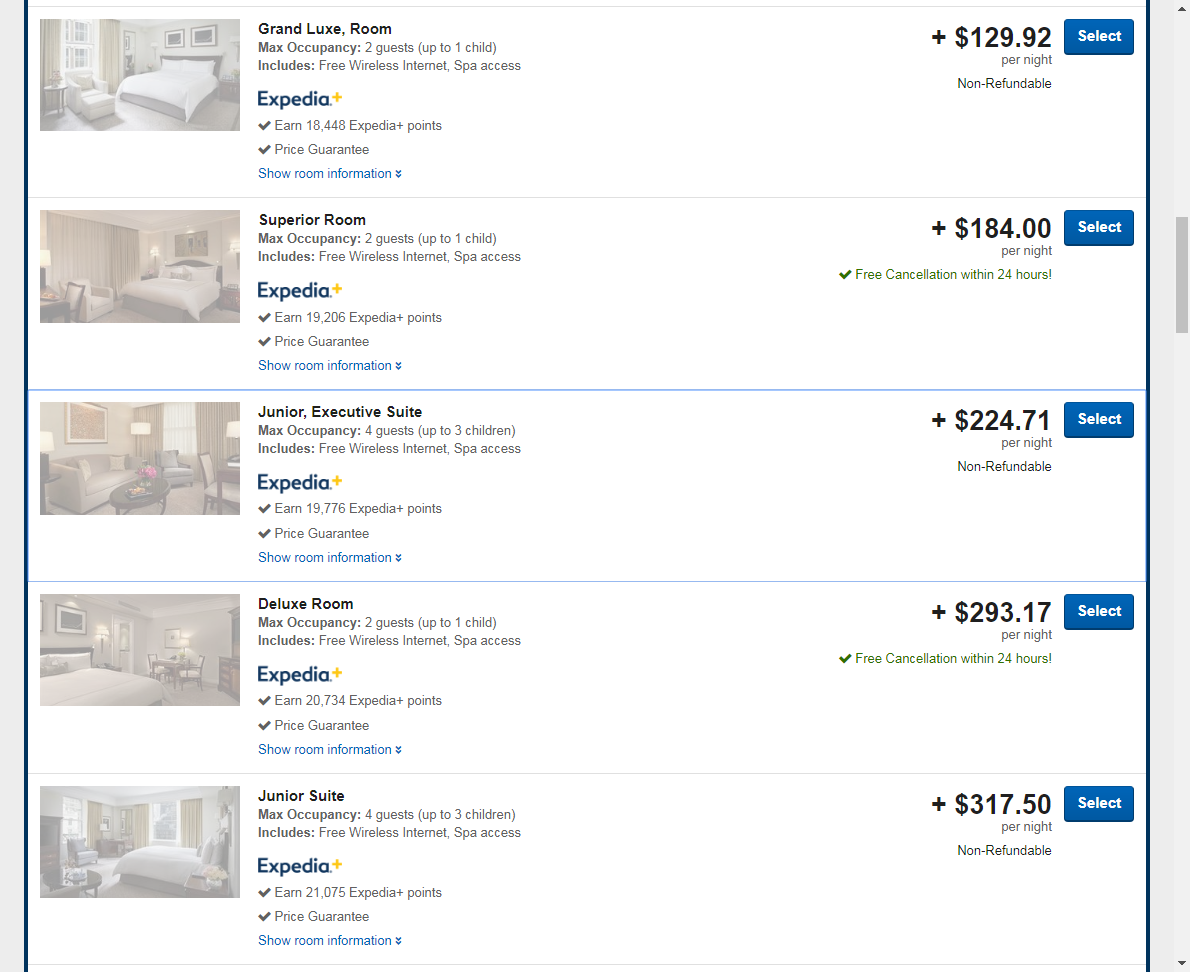 Grand Luxe, Room
Max Occupancy: 2 guests (up to 1 child)
Includes: Free Wireless Internet, Spa access
Expedia.+
Earn 18,448 Expedia+ points
Price Guarantee
Show room information
+ $129.92
per night
Non-Refundable
Select
Superior Room
Max Occupancy: 2 guests (up to 1 child)
Includes: Free Wireless Internet, Spa access
Expedia.+
Earn 19,206 Expedia+ points
Price Guarantee
Show room information
+ $184.00
per night
Free Cancellation within 24 hours!
Select
Junior, Executive Suite
Max Occupancy: 4 guests (up to 3 children)
Includes: Free Wireless Internet, Spa access
Expedia.+
Earn 19,776 Expedia+ points
Price Guarantee
Show room information
+ $224.71
per night
Non-Refundable
Select
Deluxe Room
Max Occupancy: 2 guests (up to 1 child)
Includes: Free Wireless Internet, Spa access
Expedia.+
Earn 20,734 Expedia+ points
Price Guarantee
Show room information
+ $293.17
per night
Free Cancellation within 24 hours!
Select
Junior Suite
Max Occupancy: 4 guests (up to 3 children)
Includes: Free Wireless Internet, Spa access
Expedia.+
Earn 21,075 Expedia+ points
Price Guarantee
Show room information
+ $317.50
per night
Non-Refundable
Select